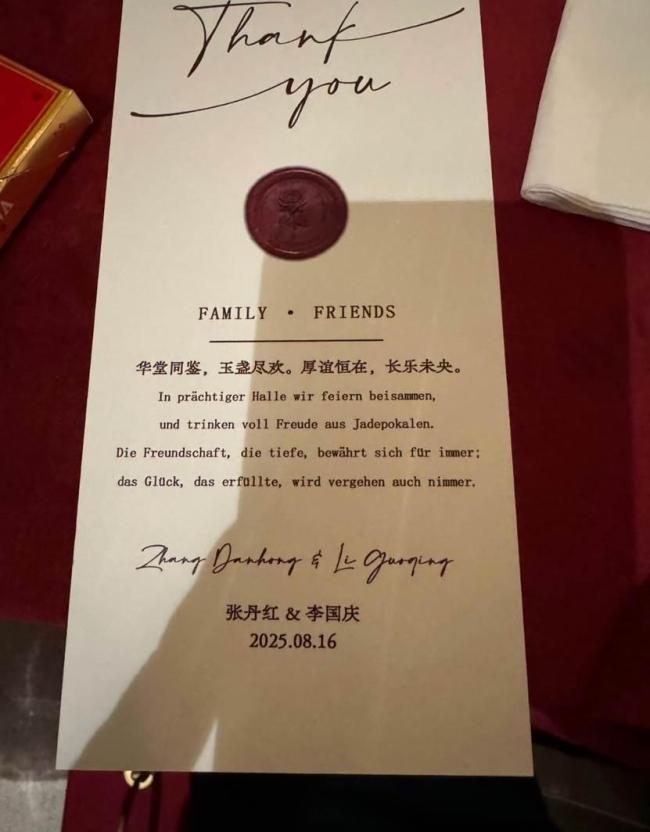 Thank
you
FAMILY • FRIENDS
华堂同鉴，玉盏尽欢。厚谊恒在，长乐未央。
In prächtiger Halle wir feiern beisammen,
und trinken voll Freude aus Jadepokalen.
Die Freundschaft, die tiefe, bewährt sich für immer;
das Glück, das erfüllte, wird vergehen auch nimmer.
Zhang Danhong & Li Guoqing
张丹红 & 李国庆
2025.08.16